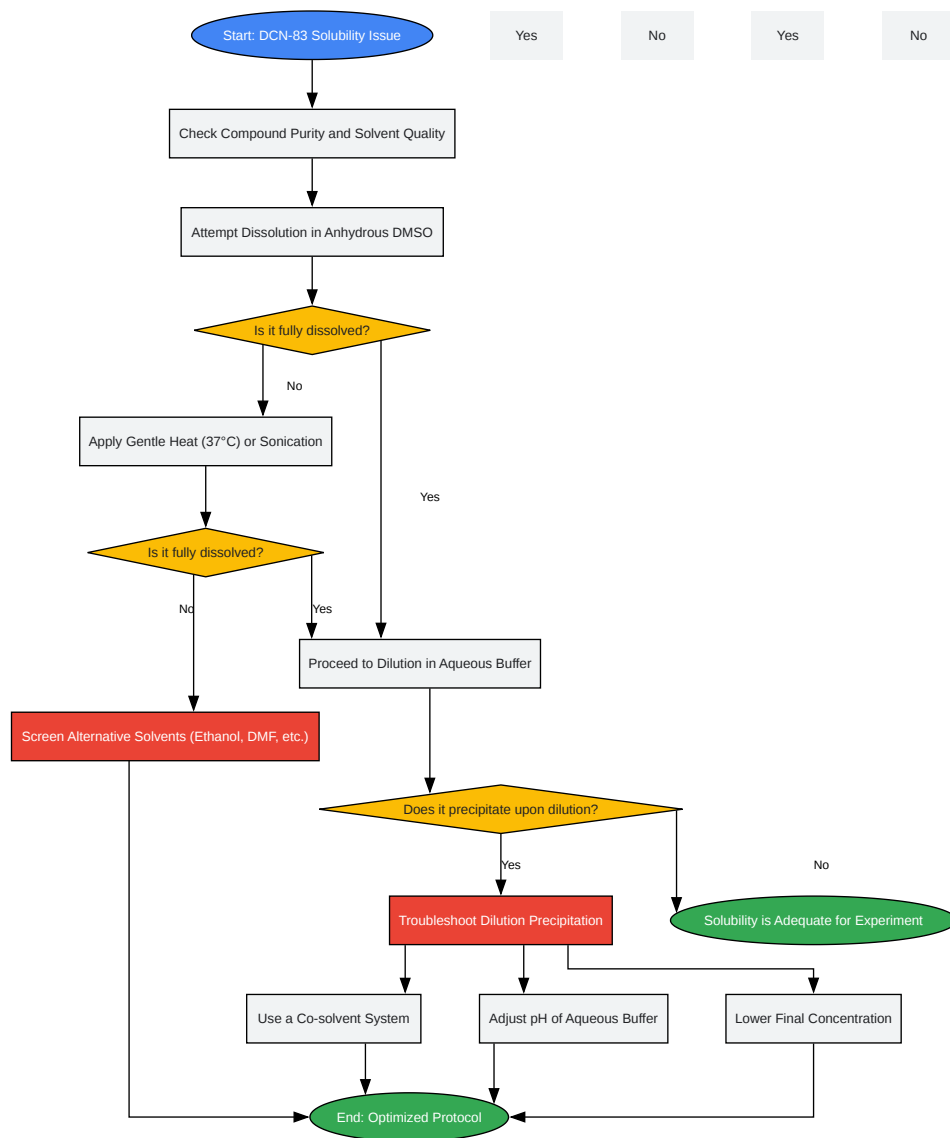 Start: DCN-83 Solubility Issue
Yes
No
Yes
No
Check Compound Purity and Solvent Quality
Attempt Dissolution in Anhydrous DMSO
Is it fully dissolved?
No
Apply Gentle Heat (37°C) or Sonication
Yes
Is it fully dissolved?
No
Yes
Proceed to Dilution in Aqueous Buffer
Screen Alternative Solvents (Ethanol, DMF, etc.)
Does it precipitate upon dilution?
Yes
No
Troubleshoot Dilution Precipitation
Solubility is Adequate for Experiment
Use a Co-solvent System
Adjust pH of Aqueous Buffer
Lower Final Concentration
End: Optimized Protocol